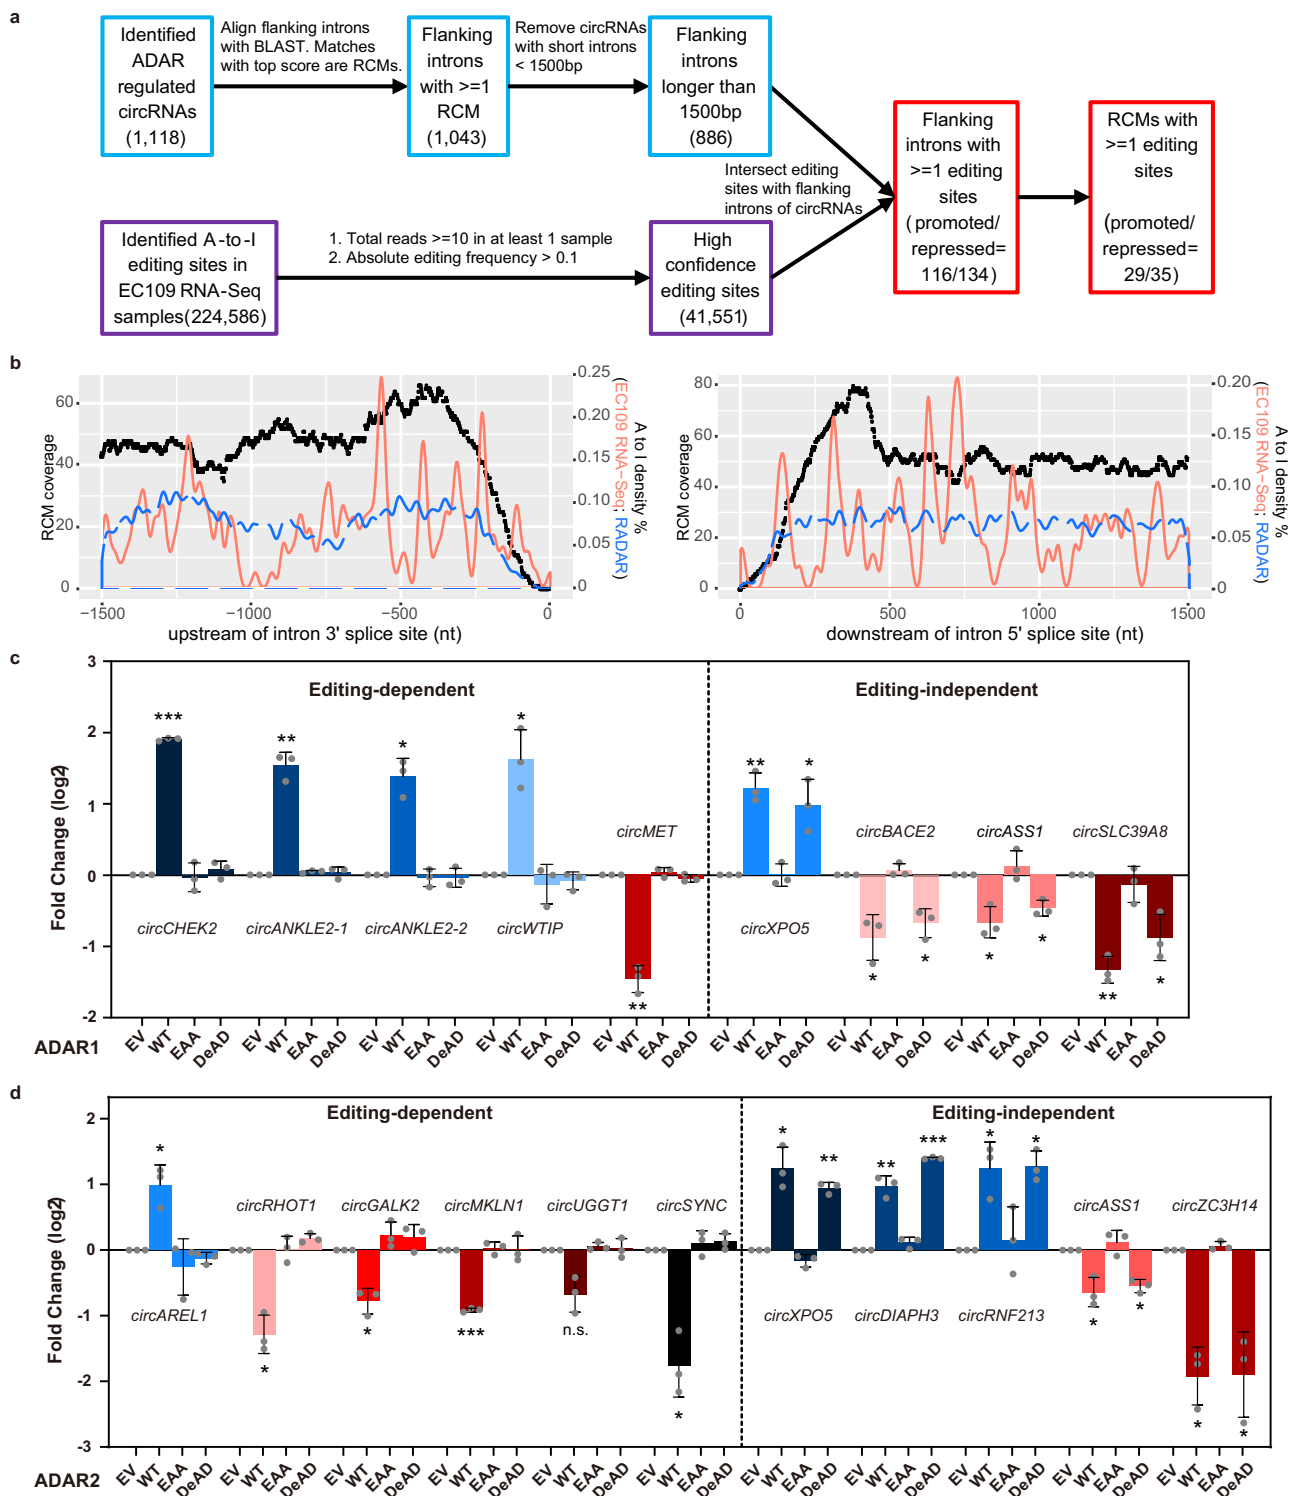 a
Identified
ADAR
regulated
circRNAs
(1,118)
Align flanking introns
with BLAST. Matches
with top score are RCMs.
Flanking
introns
with >=1
RCM
(1,043)
Remove circRNAs
with short introns
< 1500bp
Flanking
introns
longer than
1500bp
(886)
Intersect editing
sites with flanking
introns of circRNAs
Flanking
introns with
>=1 editing
sites
(promoted/
repressed=
116/134)
RCMs with
>=1 editing
sites
(promoted/
repressed=
29/35)
Identified A-to-I
editing sites in
EC109 RNA-Seq
samples(224,586)
1. Total reads >=10 in at least 1 sample
2. Absolute editing frequency > 0.1
High
confidence
editing sites
(41,551)
b
RCM coverage
60
40
20
0
−1500
−1000
−500
0
upstream of intron 3' splice site (nt)
0.25
0.20
0.15
0.10
0.05
0
A to I density %
(EC109 RNA−Seq; RADAR)
RCM coverage
80
60
40
20
0
0
500
1000
1500
downstream of intron 5' splice site (nt)
0.20
0.15
0.10
0.05
0
A to I density %
(EC109 RNA−Seq; RADAR)
c
Fold Change (log2)
3
2
1
0
-1
-2
Editing-dependent
Editing-independent
***
**
*
*
circMET
**
*
circBACE2
circASS1
circSLC39A8
circCHEK2
circANKLE2-1
circANKLE2-2
circWTIP
**
circXPO5
*
*
*
*
**
*
ADAR1
EV WT EAA DeAD EV WT EAA DeAD EV WT EAA DeAD EV WT EAA DeAD EV WT EAA DeAD EV WT EAA DeAD EV WT EAA DeAD EV WT EAA DeAD EV WT EAA DeAD
d
Fold Change (log2)
2
1
0
-1
-2
-3
Editing-dependent
Editing-independent
*
circRHOT1
circGALK2
circMKLN1
circUGGT1
circSYNC
*
**
**
***
*
*
circASS1
circZC3H14
circAREL1
*
*
***
n.s.
*
circXPO5
circDIAPH3
circRNF213
*
*
*
*
ADAR2
EV WT EAA DeAD EV WT EAA DeAD EV WT EAA DeAD EV WT EAA DeAD EV WT EAA DeAD EV WT EAA DeAD EV WT EAA DeAD EV WT EAA DeAD EV WT EAA DeAD EV WT EAA DeAD EV WT EAA DeAD